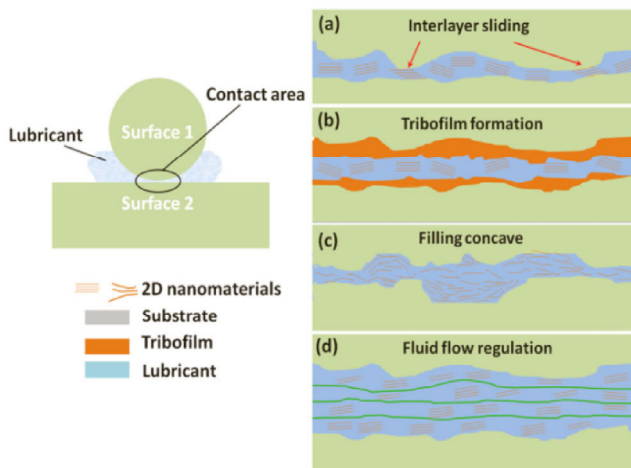 Surface 1
Contact area
Lubricant
Surface 2
2D nanomaterials
Substrate
Tribofilm
Lubricant
(a)
Interlayer sliding
(b)
Tribofilm formation
(c)
Filling concave
(d)
Fluid flow regulation